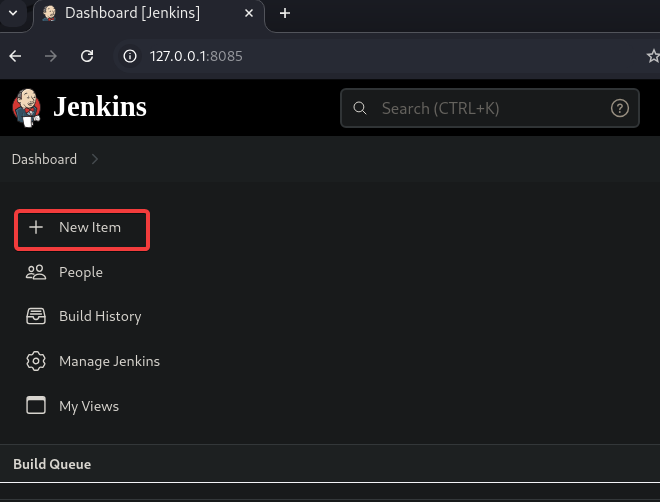 Dashboard [Jenkins]
127.0.0.1:8085
Jenkins
Search (CTRL+K)
Dashboard
New Item
People
Build History
Manage Jenkins
My Views
Build Queue